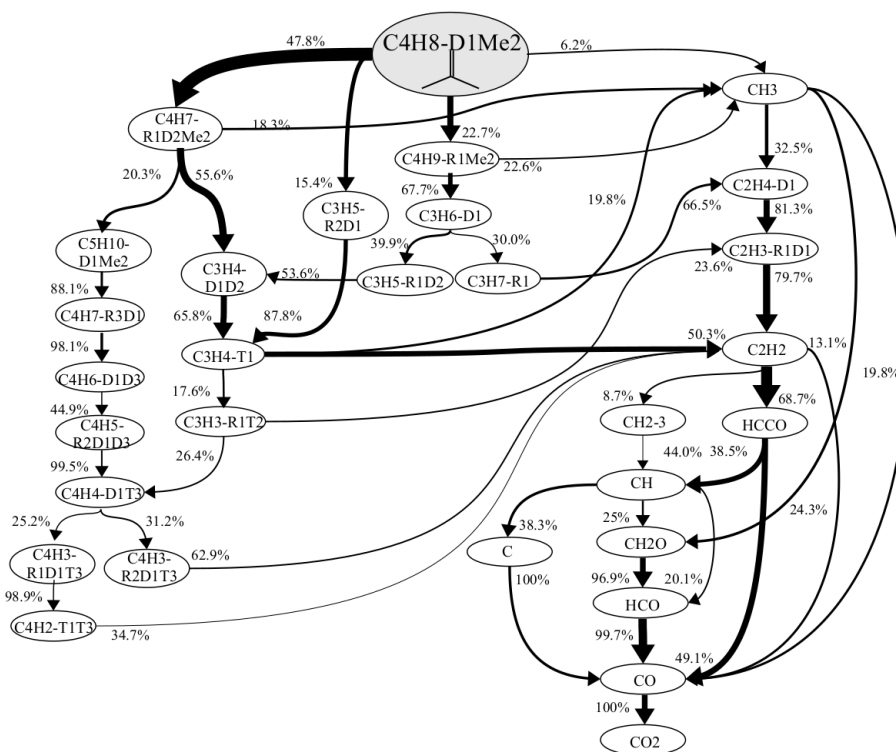 C4H8-D1Me2
47.8%
6.2%
CH3
C4H7-
R1D2Me2
18.3%
22.7%
C4H9-R1Me2
22.6%
32.5%
20.3%
55.6%
15.4%
67.7%
19.8%
C2H4-D1
66.5%
81.3%
C3H5-
R2D1
C3H6-D1
C5H10-
D1Me2
39.9%
30.0%
C2H3-R1D1
23.6%
C3H4-
D1D2
53.6%
C3H5-R1D2
C3H7-R1
79.7%
88.1%
C4H7-R3D1
65.8%
87.8%
50.3%
13.1%
98.1%
C3H4-T1
C2H2
19.8%
C4H6-D1D3
17.6%
8.7%
68.7%
44.9%
C4H5-
R2D1D3
C3H3-R1T2
CH2-3
HCCO
99.5%
26.4%
44.0%
38.5%
C4H4-D1T3
CH
24.3%
25.2%
31.2%
38.3%
25%
C4H3-
R1D1T3
C4H3-
R2D1T3
62.9%
C
CH2O
98.9%
100%
96.9%
20.1%
HCO
C4H2-T1T3
34.7%
99.7%
49.1%
CO
100%
CO2